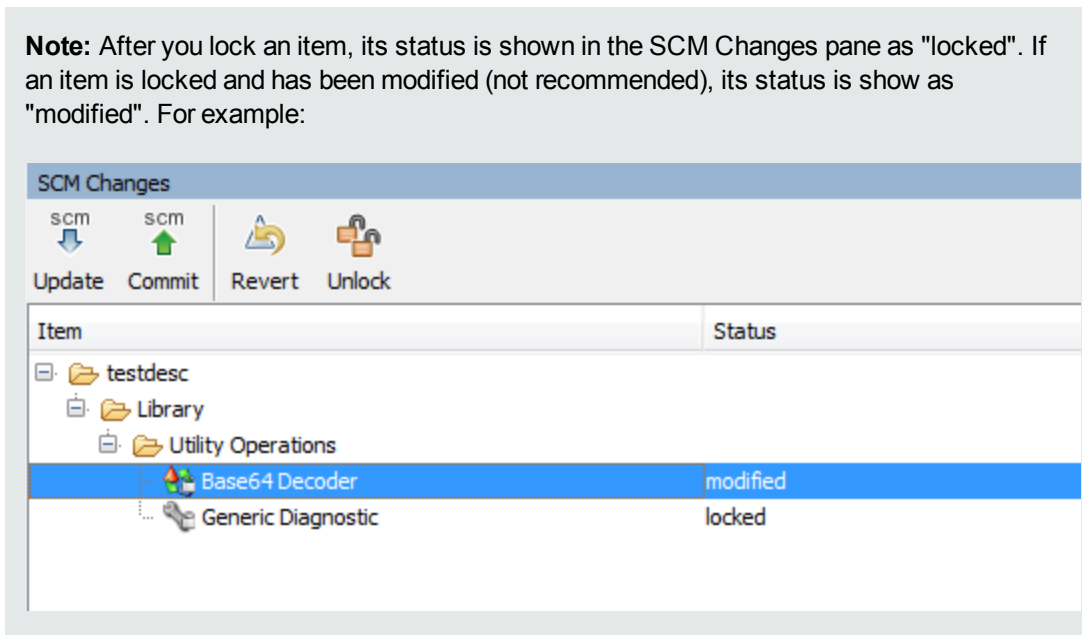 Note: After you lock an item, its status is shown in the SCM Changes pane as "locked". If
an item is locked and has been modified (not recommended), its status is show as
"modified". For example:
SCM Changes
scm scm
Update Commit Revert Unlock
Item Status
testdesc
Library
Utility Operations
Base64 Decoder modified
Generic Diagnostic locked